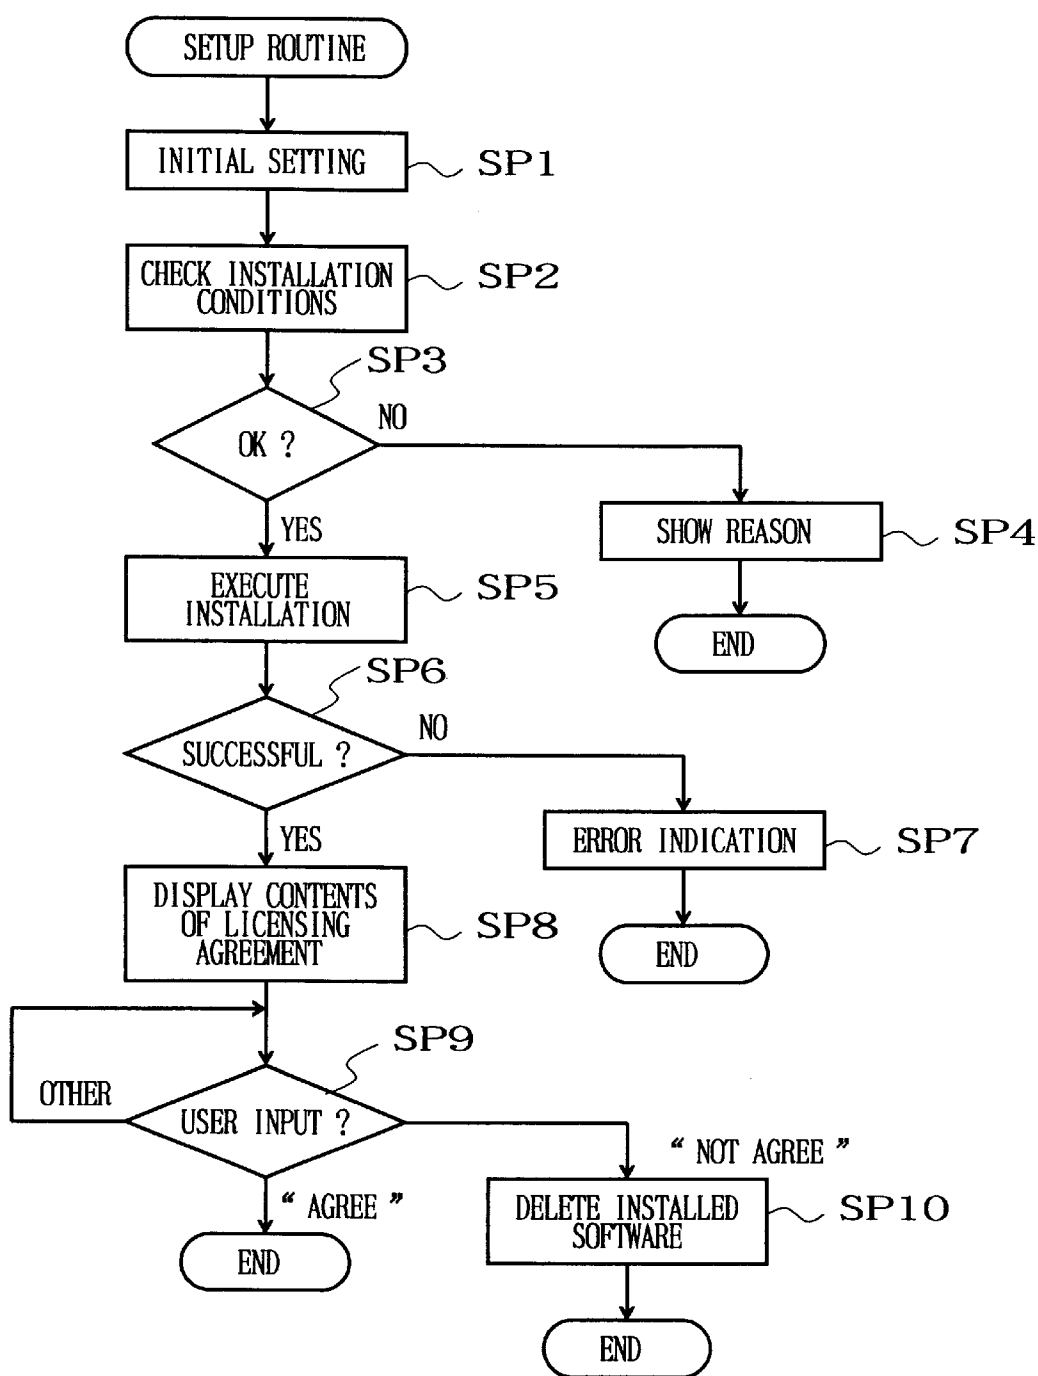 SETUP ROUTINE
INITIAL SETTING
SP1
CHECK INSTALLATION
CONDITIONS
SP2
SP3
OK ?
NO
YES
SHOW REASON
SP4
END
EXECUTE
INSTALLATION
SP5
SP6
SUCCESSFUL ?
NO
YES
ERROR INDICATION
SP7
END
DISPLAY CONTENTS
OF LICENSING
AGREEMENT
SP8
SP9
OTHER
USER INPUT ?
“ NOT AGREE ”
“ AGREE ”
DELETE INSTALLED
SOFTWARE
SP10
END
END